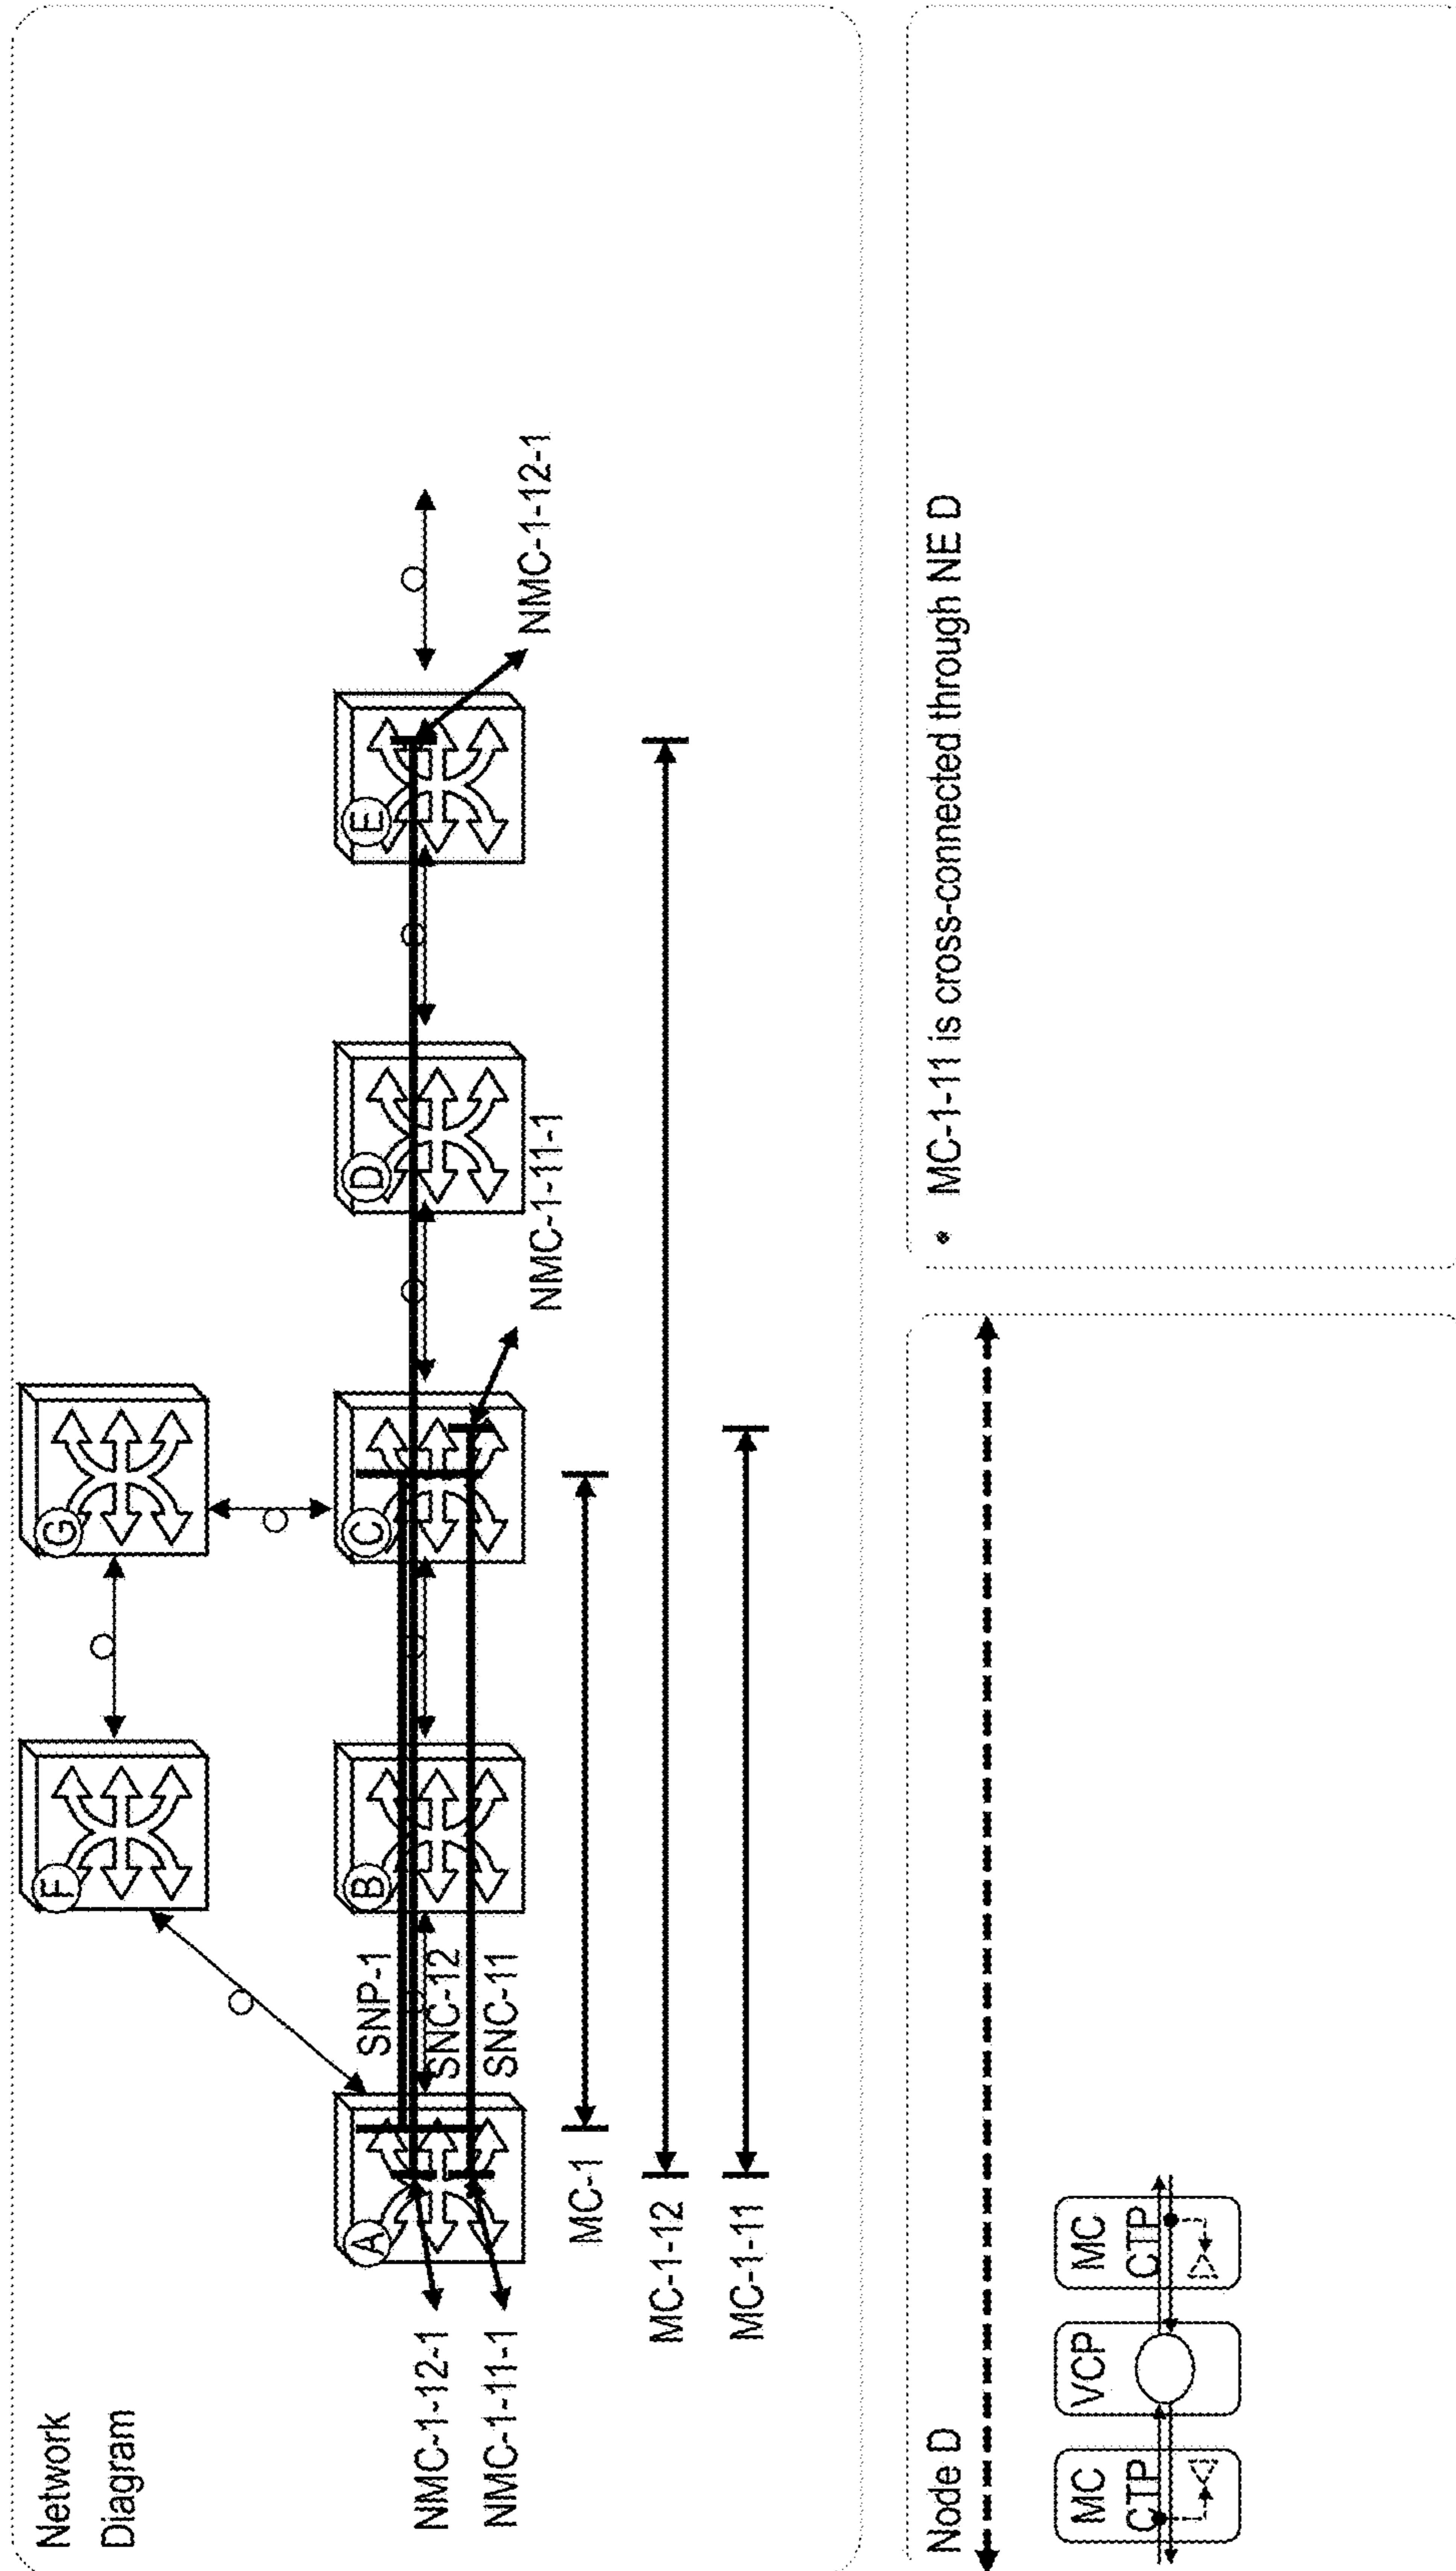 Network
Diagram
F
G
A
B
C
D
E
SNP-1
SNC-12
SNC-11
NMC-1-12-1
NMC-1-11-1
NMC-1-11-1
NMC-1-12-1
MC-1
MC-1-12
MC-1-11
Node D
MC
CTP
VCP
MC
CTP
• MC-1-11 is cross-connected through NE D